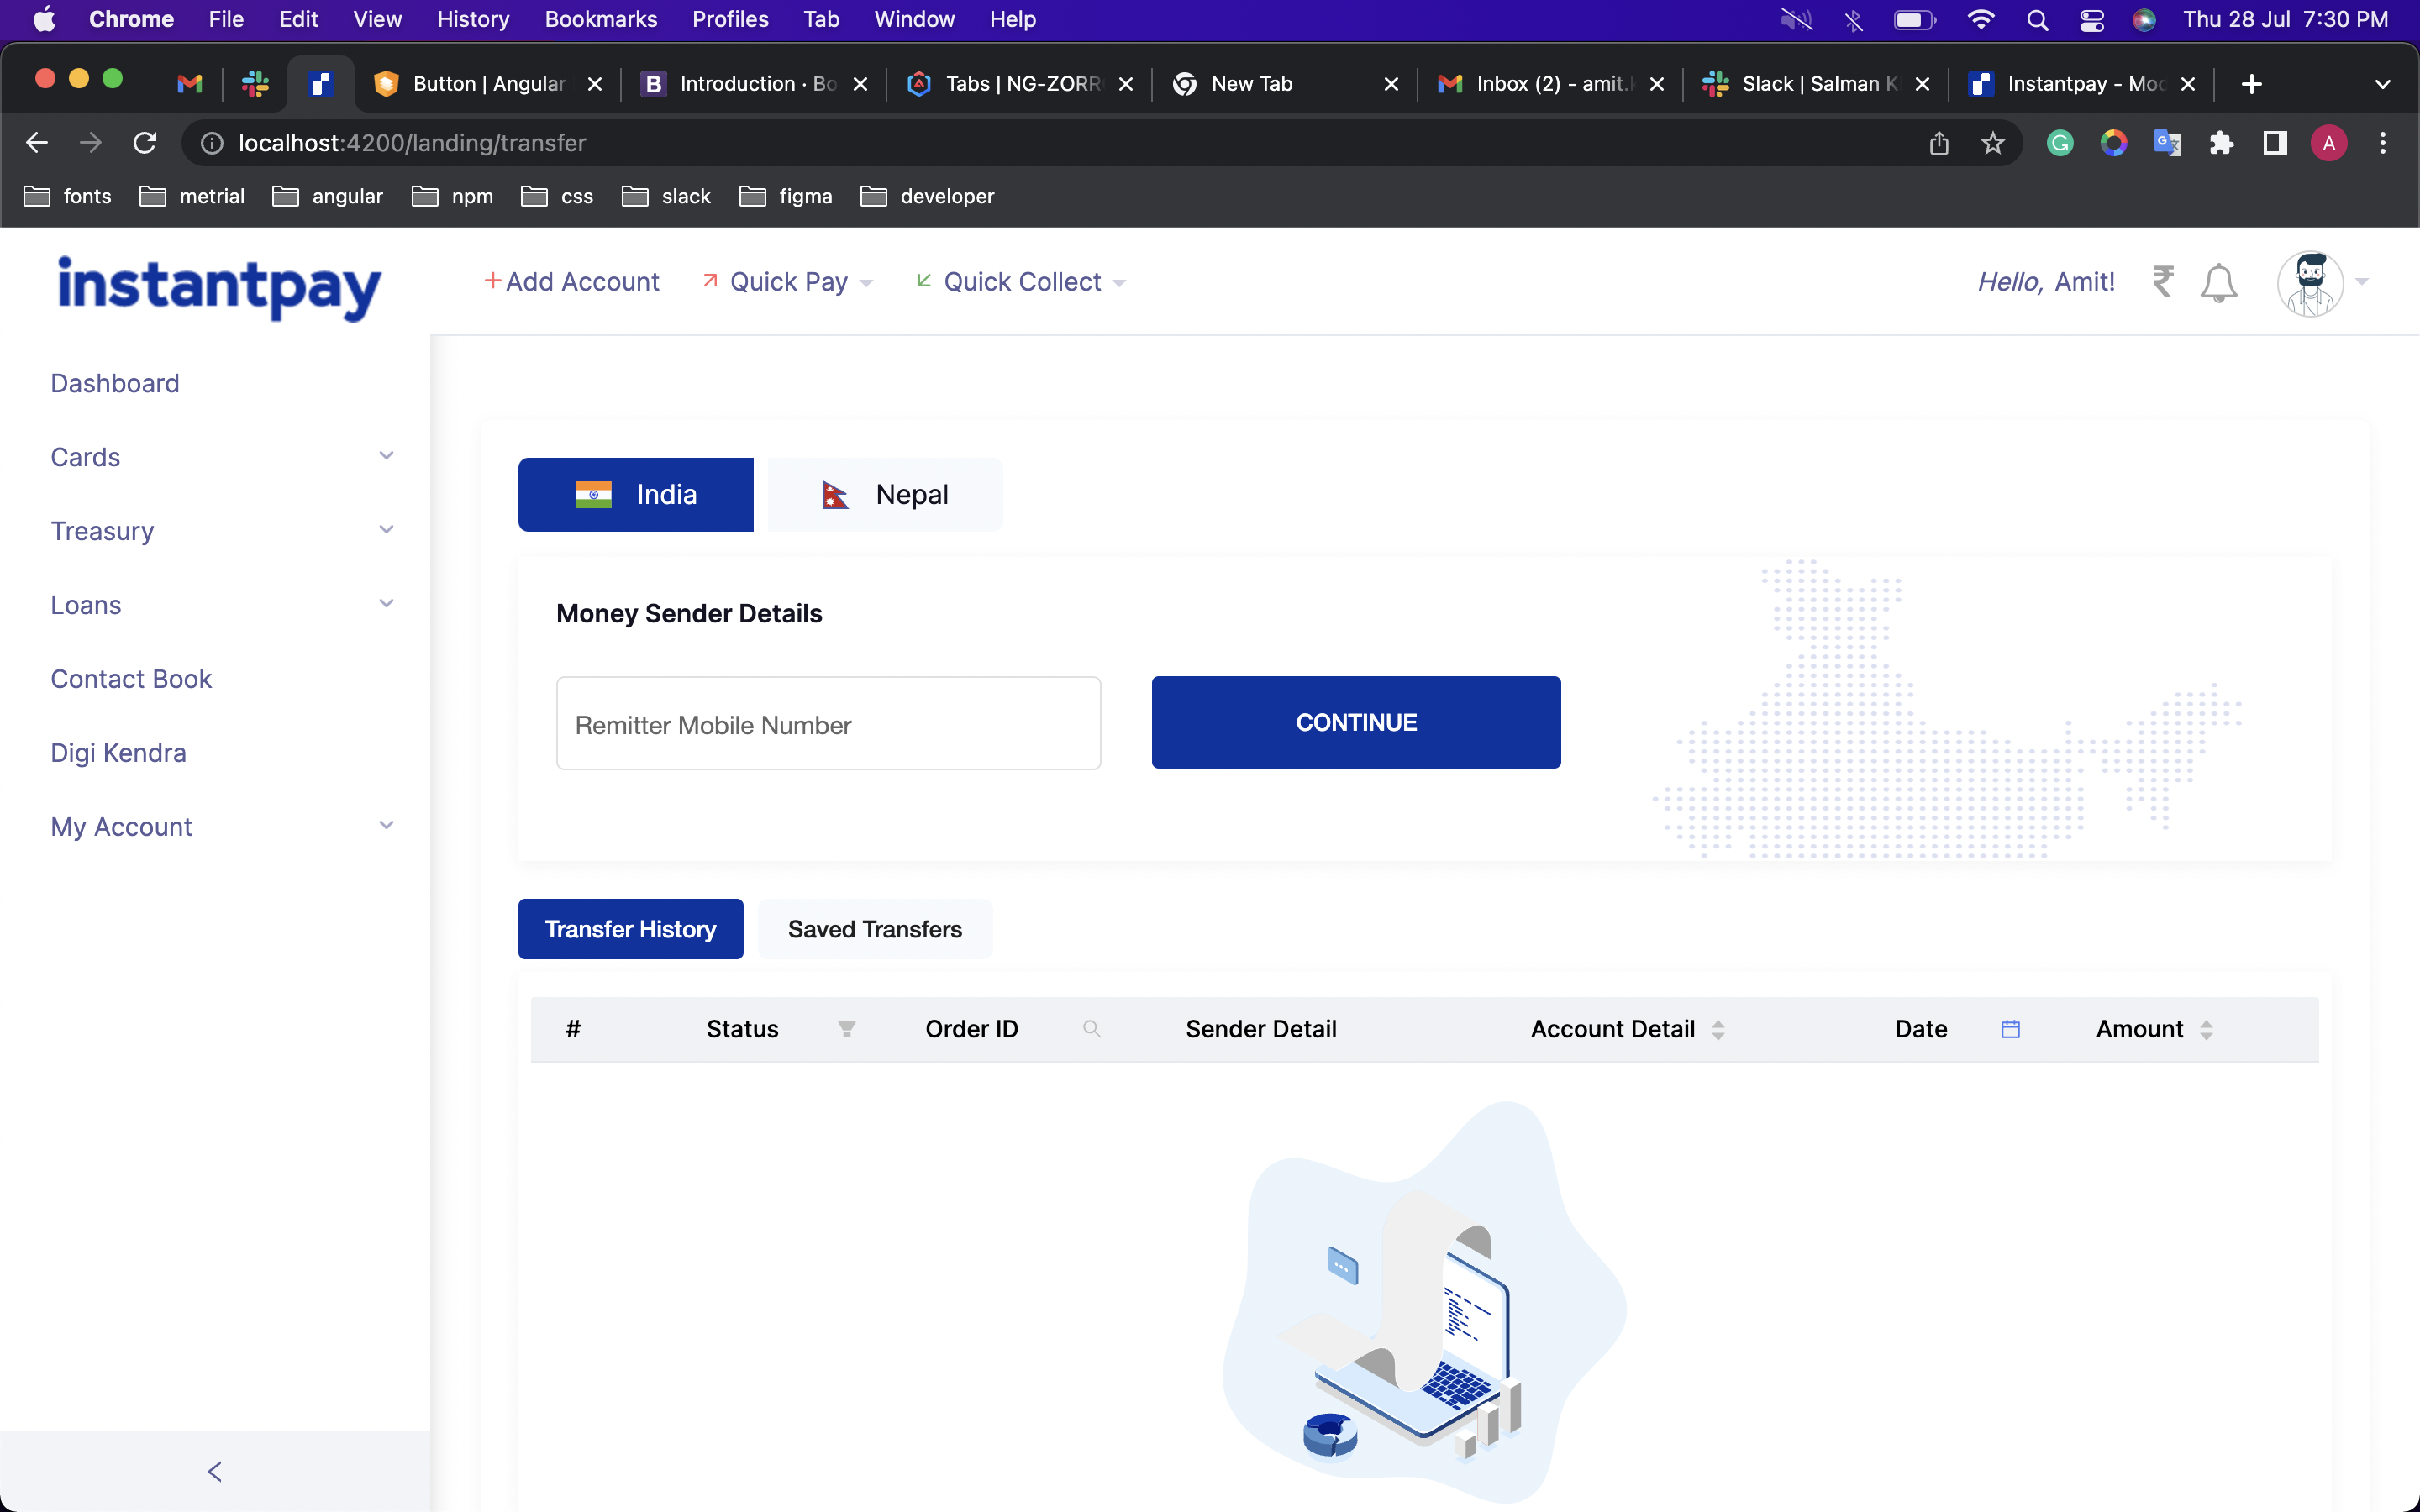 Chrome File Edit View History Bookmarks Profiles Tab Window Help Thu 28 Jul 7:30 PM
Button | Angular Introduction · Bo Tabs | NG-ZORR New Tab Inbox (2) - amit. Slack | Salman K Instantpay - Moc
localhost:4200/landing/transfer A
fonts metrial angular npm css slack figma developer
instantpay +Add Account Quick Pay Quick Collect Hello, Amit! ₹
Dashboard
Cards
Treasury
Loans
Contact Book
Digi Kendra
My Account
India Nepal
Money Sender Details
Remitter Mobile Number CONTINUE
Transfer History Saved Transfers
# Status Order ID Sender Detail Account Detail Date Amount